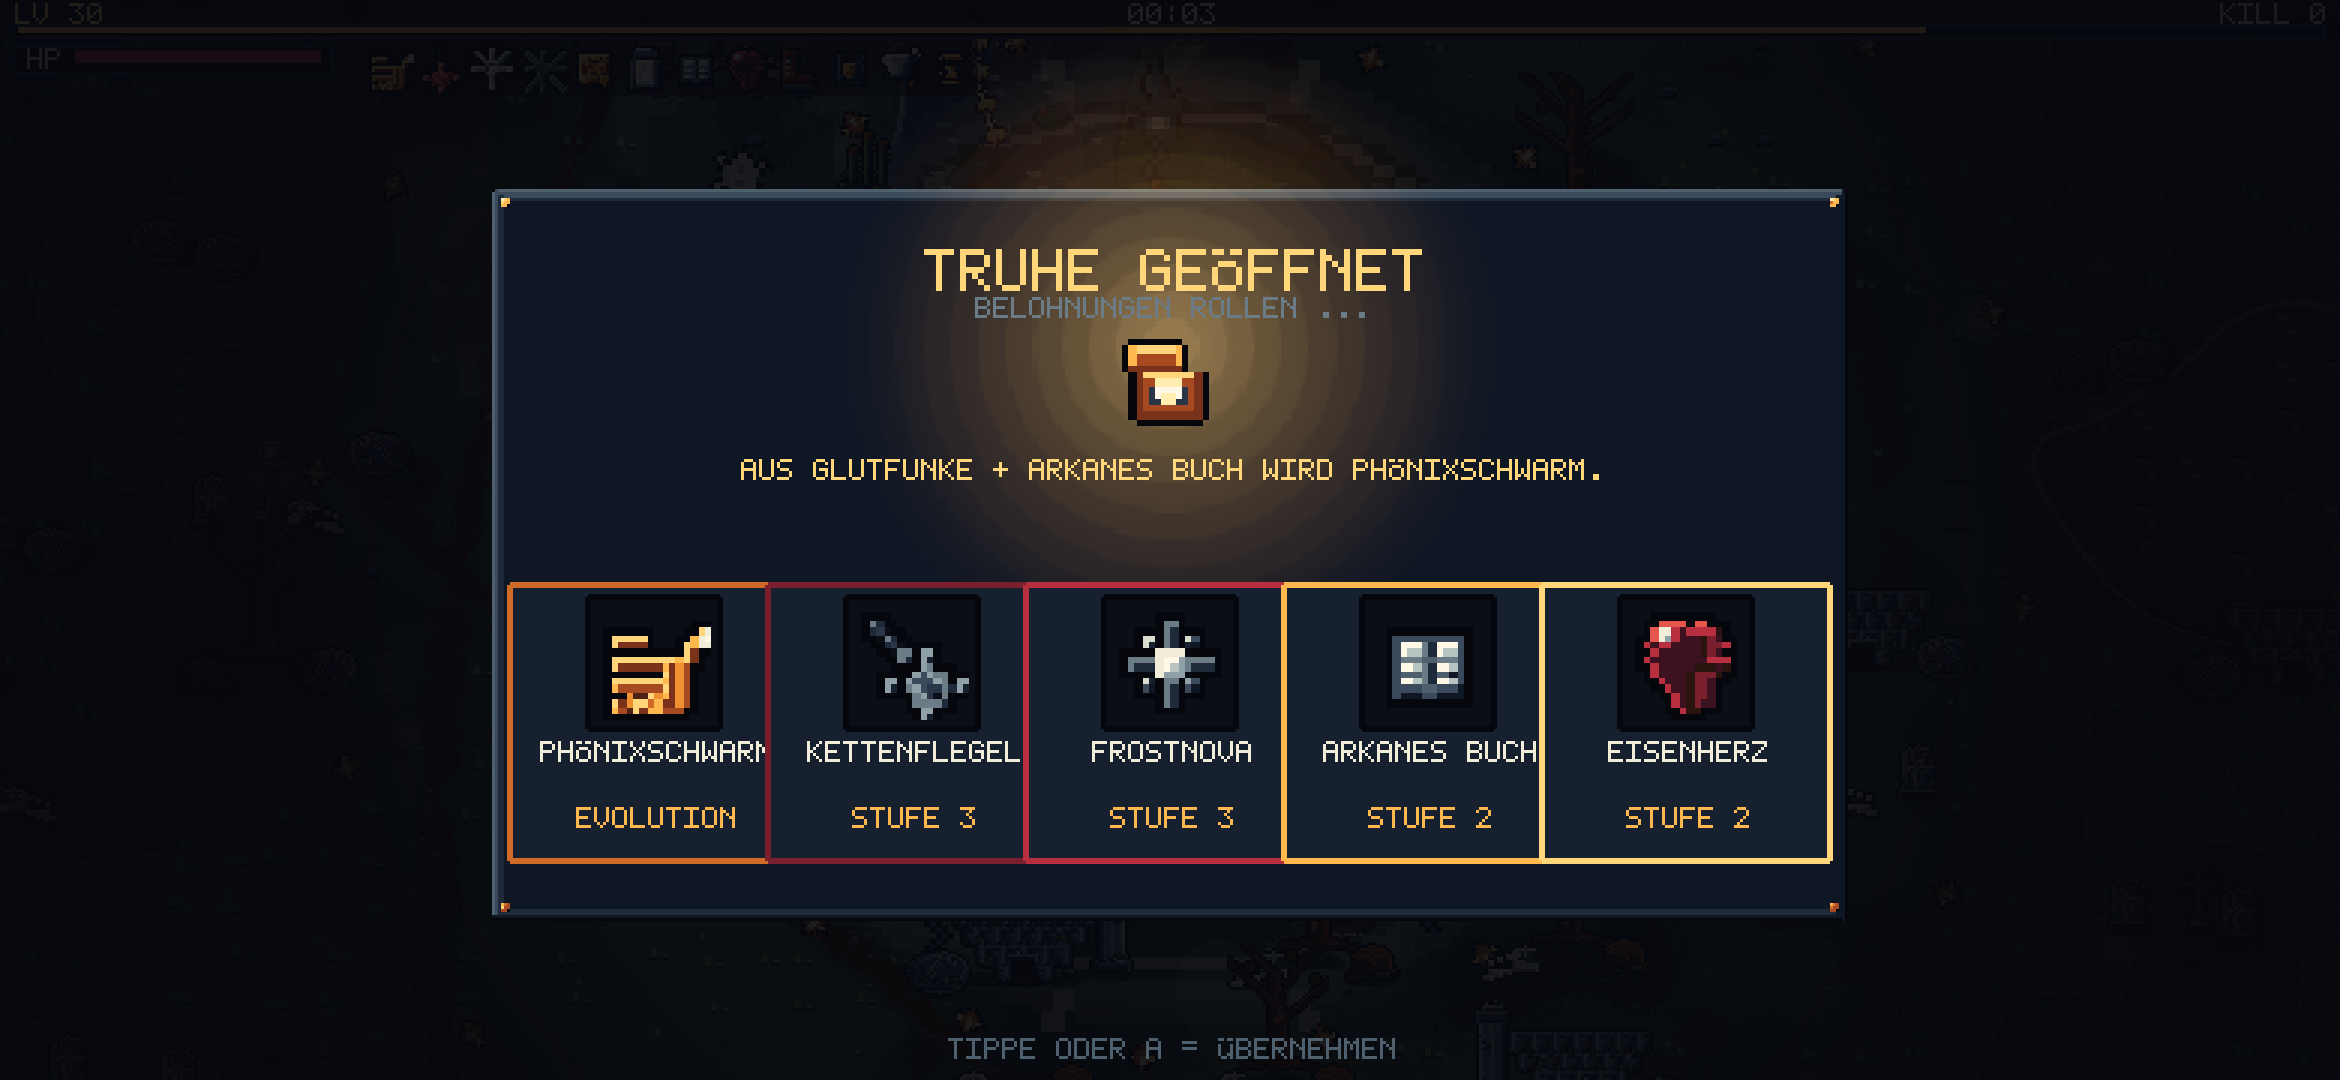 LV 30
00:03
KILL 0
HP
TRUHE GEöFFNET
BELOHNUNGEN ROLLEN ...
AUS GLUTFUNKE + ARKANES BUCH WIRD PHöNIXSCHWARM.
PHöNIXSCHWARM
KETTENFLEGEL
FROSTNOVA
ARKANES BUCH
EISENHERZ
EVOLUTION
STUFE 3
STUFE 3
STUFE 2
STUFE 2
TIPPE ODER A = üBERNEHMEN